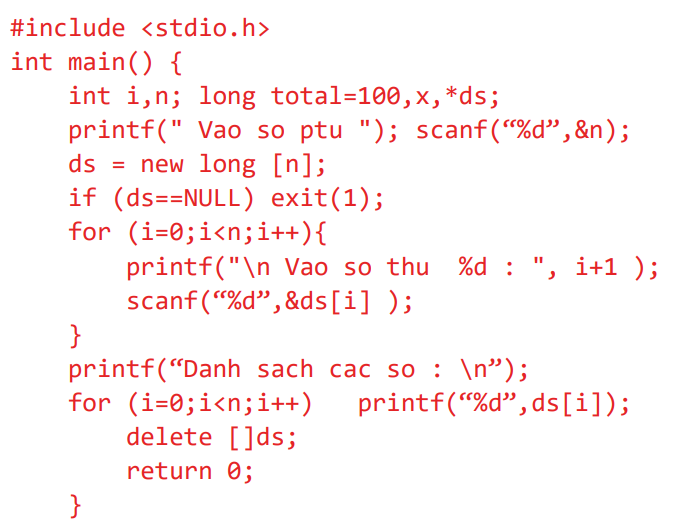 #include <stdio.h>
int main() {
    int i,n; long total=100,x,*ds;
    printf(" Vao so ptu "); scanf(“%d”,&n);
    ds = new long [n];
    if (ds==NULL) exit(1);
    for (i=0;i<n;i++){
        printf("\n Vao so thu  %d : ", i+1 );
        scanf(“%d”,&ds[i] );
    }
    printf(“Danh sach cac so : \n”);
    for (i=0;i<n;i++)   printf(“%d”,ds[i]);
        delete []ds;
        return 0;
    }